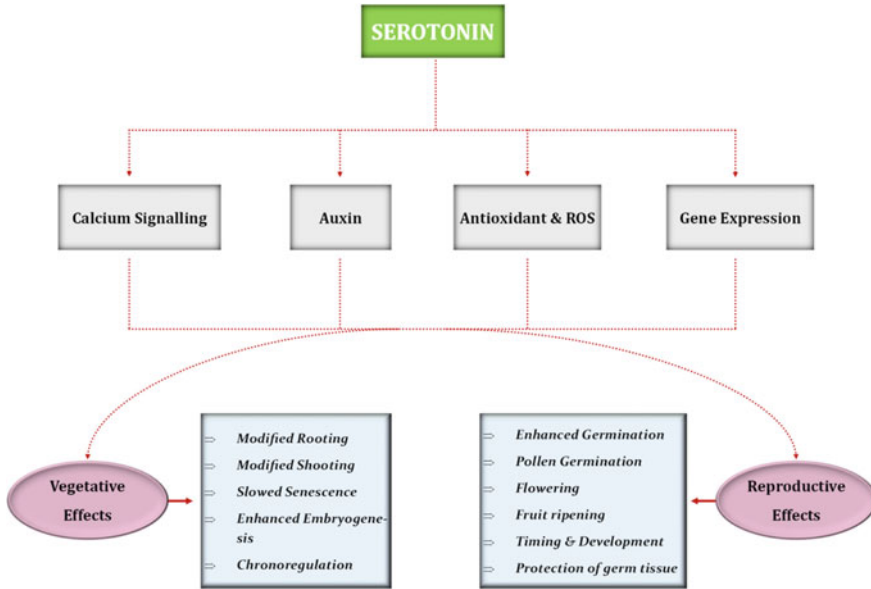 SEROTONIN
Calcium Signalling
Auxin
Antioxidant & ROS
Gene Expression
Vegetative
Effects
Modified Rooting
Modified Shooting
Slowed Senescence
Enhanced Embryogene-
sis
Chronoregulation
Enhanced Germination
Pollen Germination
Flowering
Fruit ripening
Timing & Development
Protection of germ tissue
Reproductive
Effects